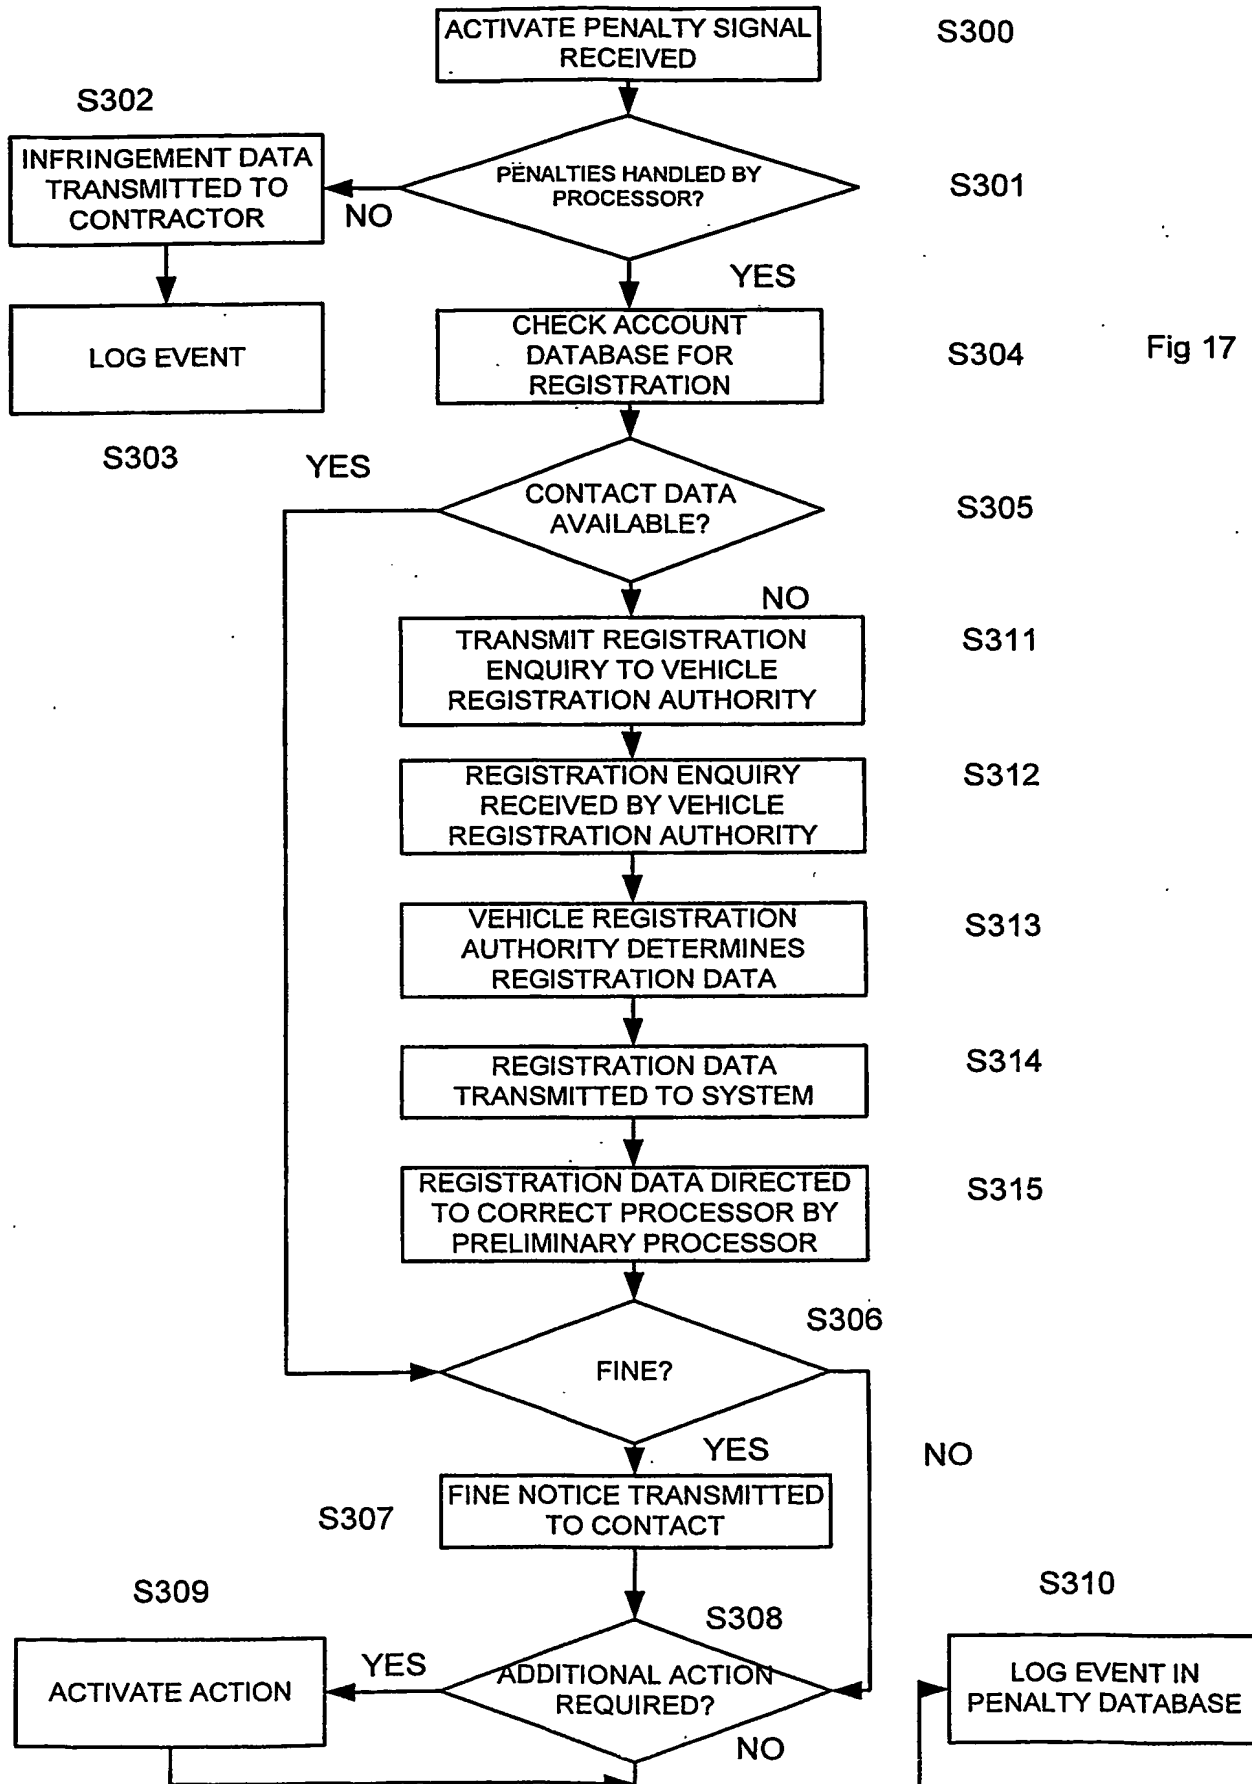 ACTIVATE PENALTY SIGNAL
RECEIVED
S300
S302
INFRINGEMENT DATA
TRANSMITTED TO
CONTRACTOR
NO
PENALTIES HANDLED BY
PROCESSOR?
S301
YES
LOG EVENT
S303
CHECK ACCOUNT
DATABASE FOR
REGISTRATION
S304
Fig 17
YES
CONTACT DATA
AVAILABLE?
S305
NO
TRANSMIT REGISTRATION
ENQUIRY TO VEHICLE
REGISTRATION AUTHORITY
S311
REGISTRATION ENQUIRY
RECEIVED BY VEHICLE
REGISTRATION AUTHORITY
S312
VEHICLE REGISTRATION
AUTHORITY DETERMINES
REGISTRATION DATA
S313
REGISTRATION DATA
TRANSMITTED TO SYSTEM
S314
REGISTRATION DATA DIRECTED
TO CORRECT PROCESSOR BY
PRELIMINARY PROCESSOR
S315
S306
FINE?
YES
NO
S307
FINE NOTICE TRANSMITTED
TO CONTACT
S309
S308
S310
ACTIVATE ACTION
YES
ADDITIONAL ACTION
REQUIRED?
NO
LOG EVENT IN
PENALTY DATABASE